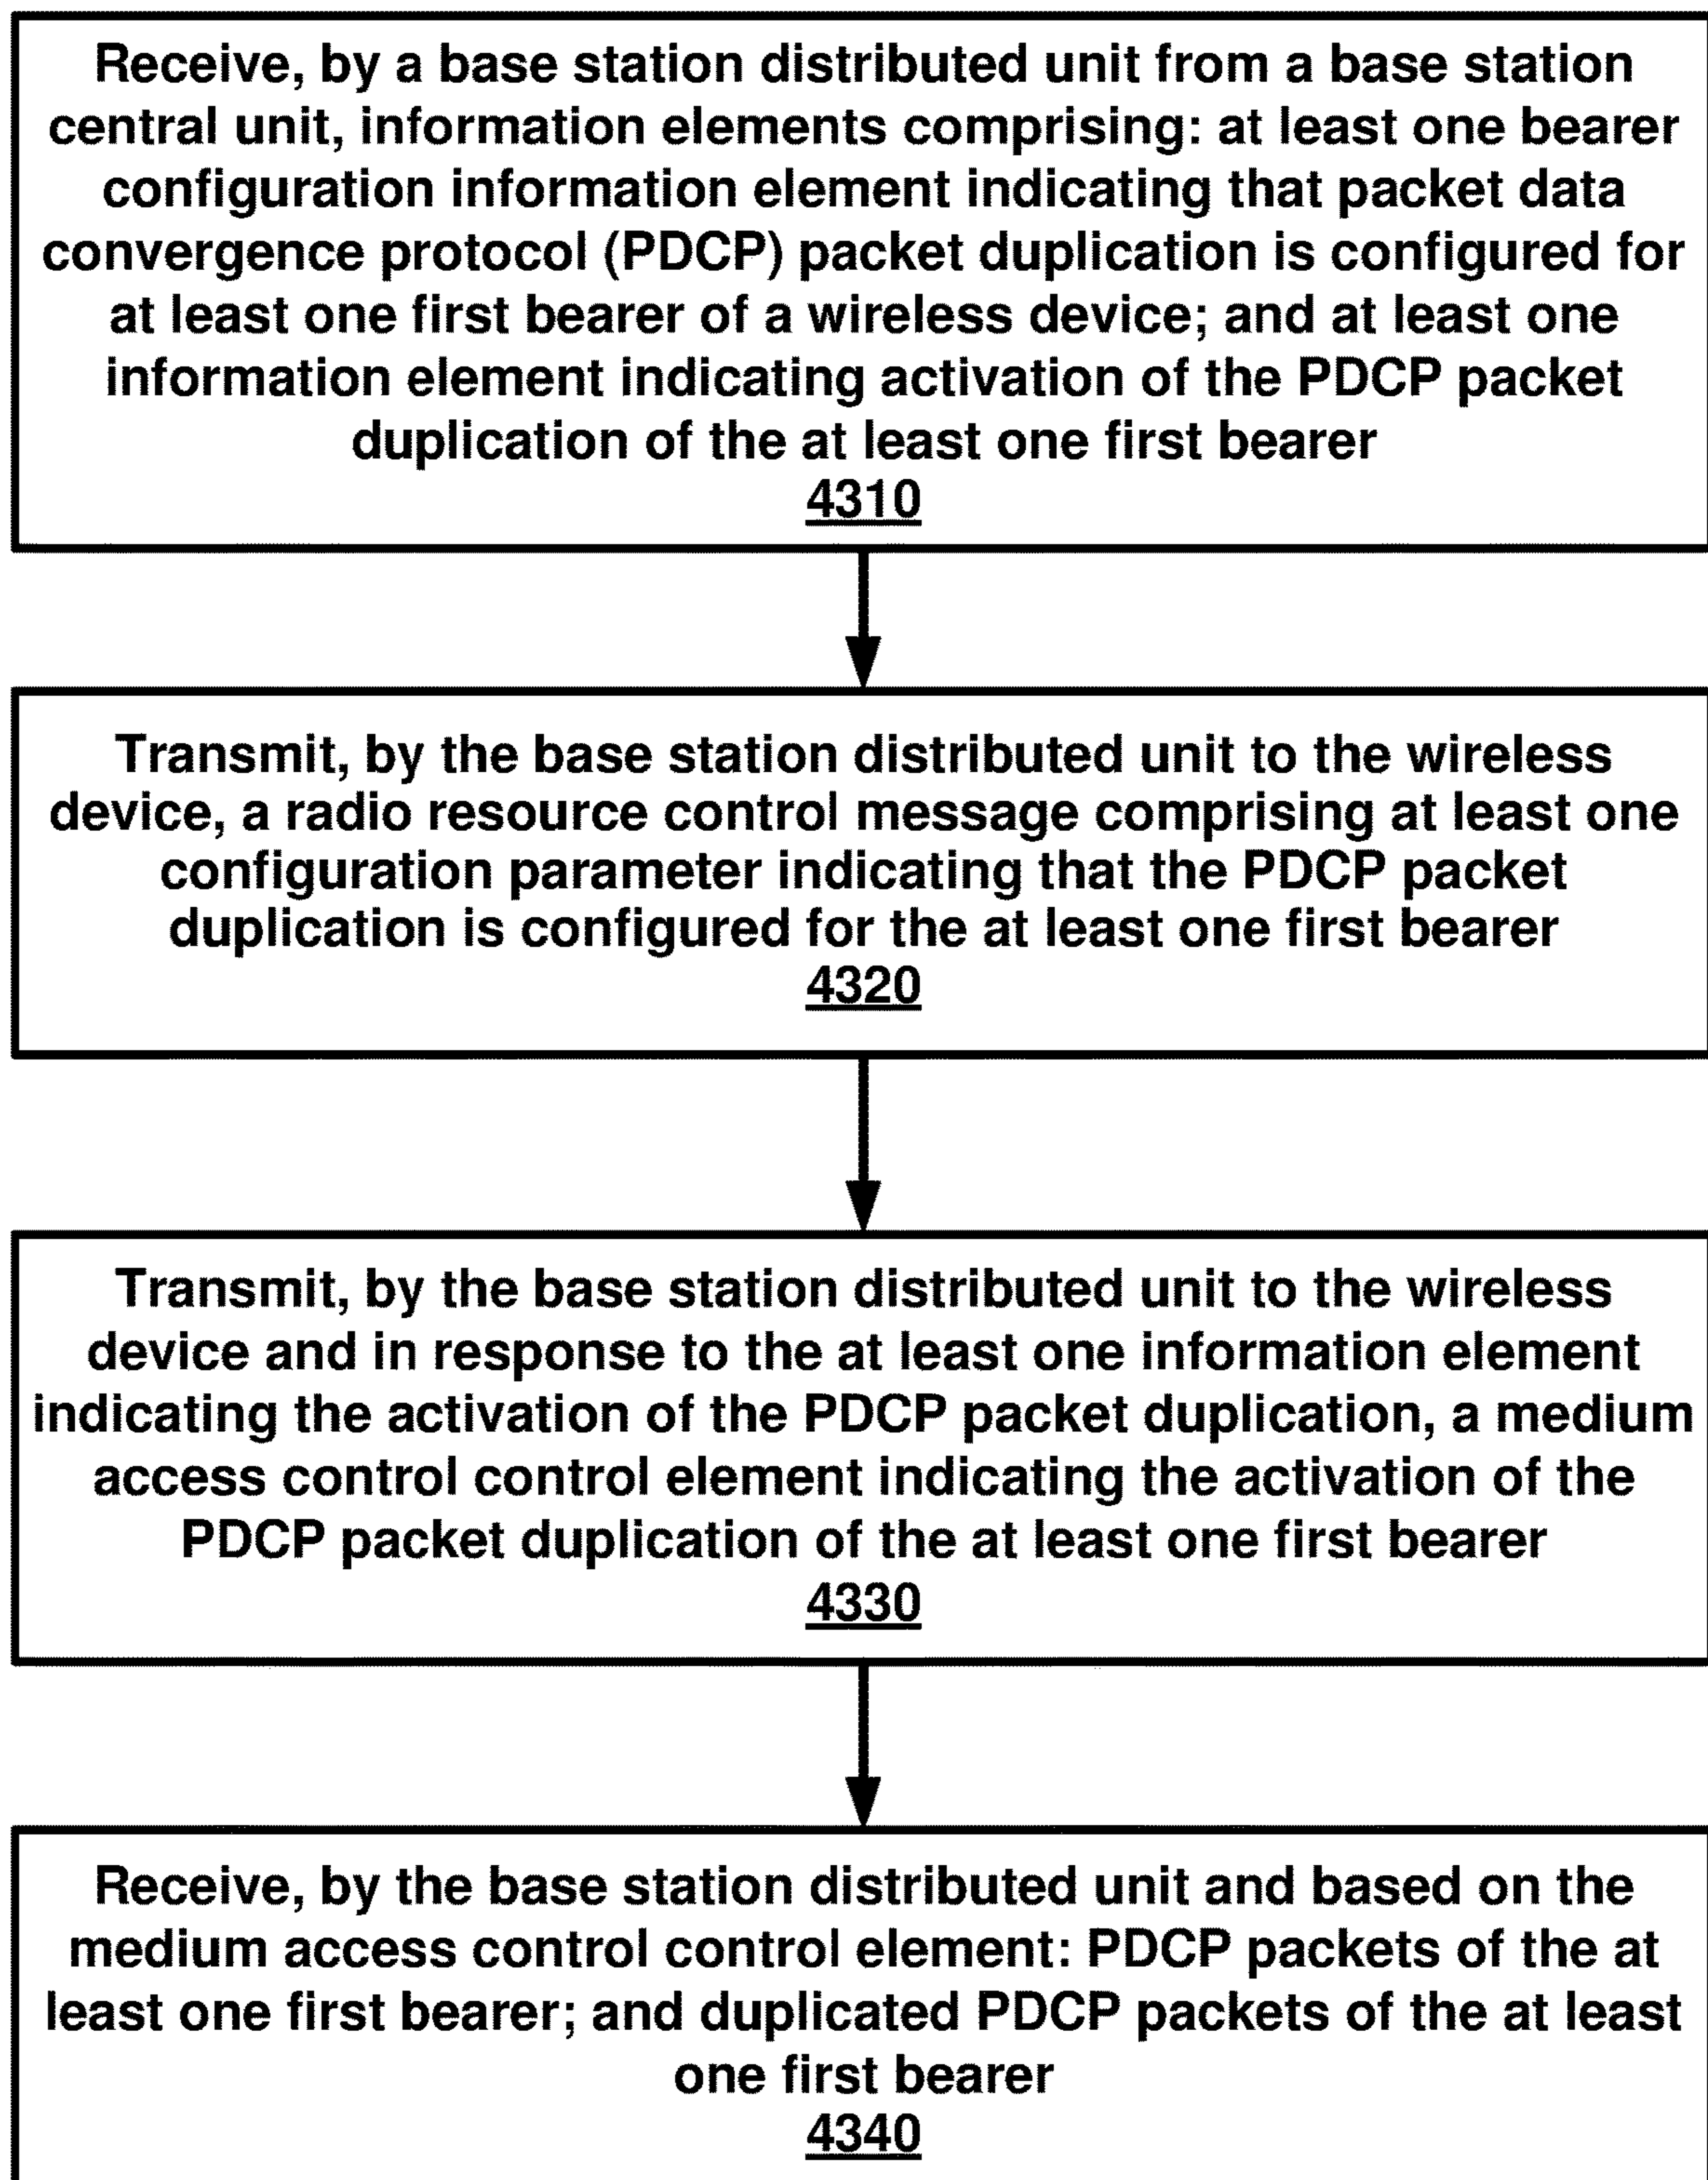 Receive, by a base station distributed unit from a base station
central unit, information elements comprising: at least one bearer
configuration information element indicating that packet data
convergence protocol (PDCP) packet duplication is configured for
at least one first bearer of a wireless device; and at least one
information element indicating activation of the PDCP packet
duplication of the at least one first bearer
4310
Transmit, by the base station distributed unit to the wireless
device, a radio resource control message comprising at least one
configuration parameter indicating that the PDCP packet
duplication is configured for the at least one first bearer
4320
Transmit, by the base station distributed unit to the wireless
device and in response to the at least one information element
indicating the activation of the PDCP packet duplication, a medium
access control control element indicating the activation of the
PDCP packet duplication of the at least one first bearer
4330
Receive, by the base station distributed unit and based on the
medium access control control element: PDCP packets of the at
least one first bearer; and duplicated PDCP packets of the at least
one first bearer
4340